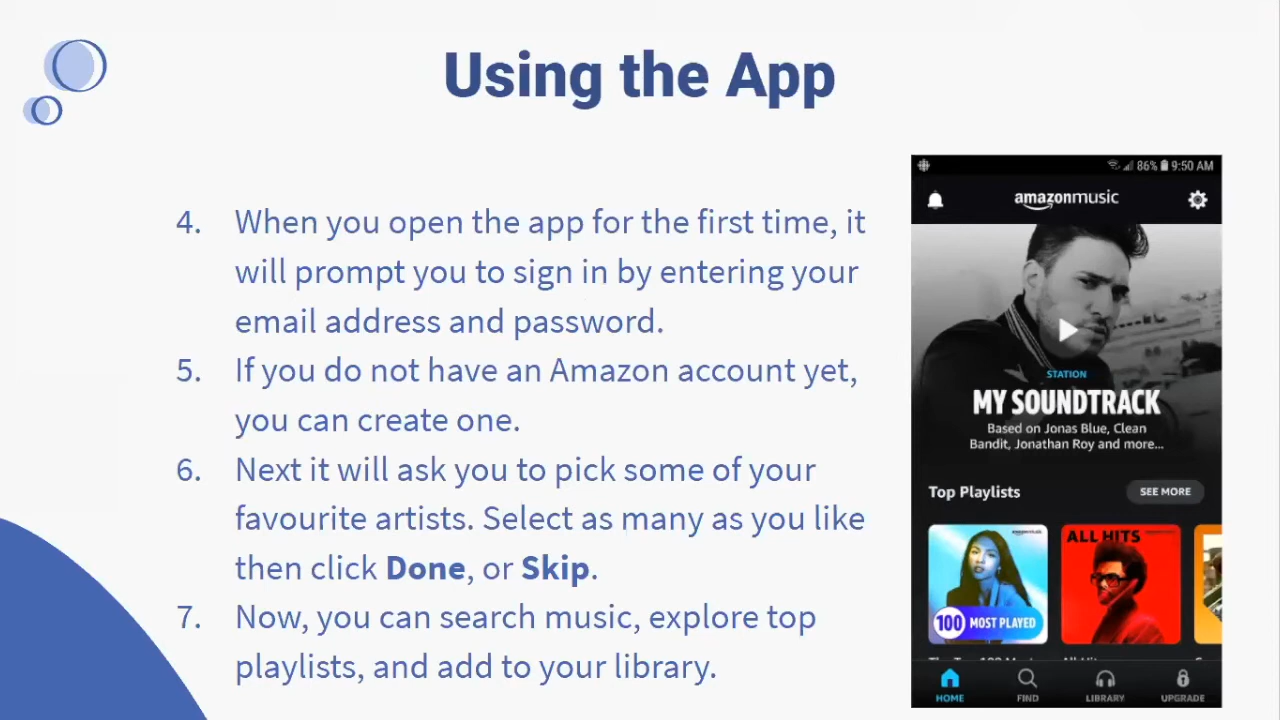 Using the App
4. When you open the app for the first time, it
will prompt you to sign in by entering your
email address and password.
5. If you do not have an Amazon account yet,
you can create one.
6. Next it will ask you to pick some of your
favourite artists. Select as many as you like
then click Done, or Skip.
7. Now, you can search music, explore top
playlists, and add to your library.
86% 9:50 AM
amazonmusic
STATION
MY SOUNDTRACK
Based on Jonas Blue, Clean
Bandit, Jonathan Roy and more...
Top Playlists SEE MORE
amazonmusic
ALL HITS
100 MOST PLAYED
HOME FIND LIBRARY UPGRADE